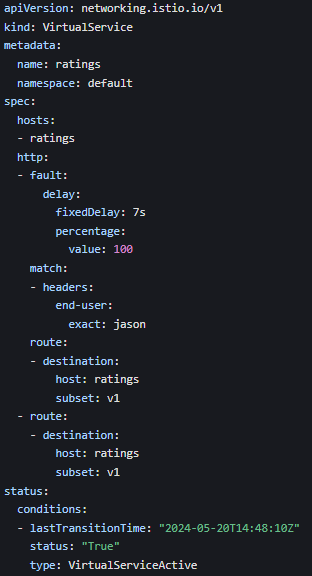 apiVersion: networking.istio.io/v1
kind: VirtualService
metadata:
  name: ratings
  namespace: default
spec:
  hosts:
  - ratings
  http:
  - fault:
      delay:
        fixedDelay: 7s
        percentage:
          value: 100
    match:
    - headers:
        end-user:
          exact: jason
    route:
    - destination:
        host: ratings
        subset: v1
  - route:
    - destination:
        host: ratings
        subset: v1
status:
  conditions:
  - lastTransitionTime: "2024-05-20T14:48:10Z"
    status: "True"
    type: VirtualServiceActive